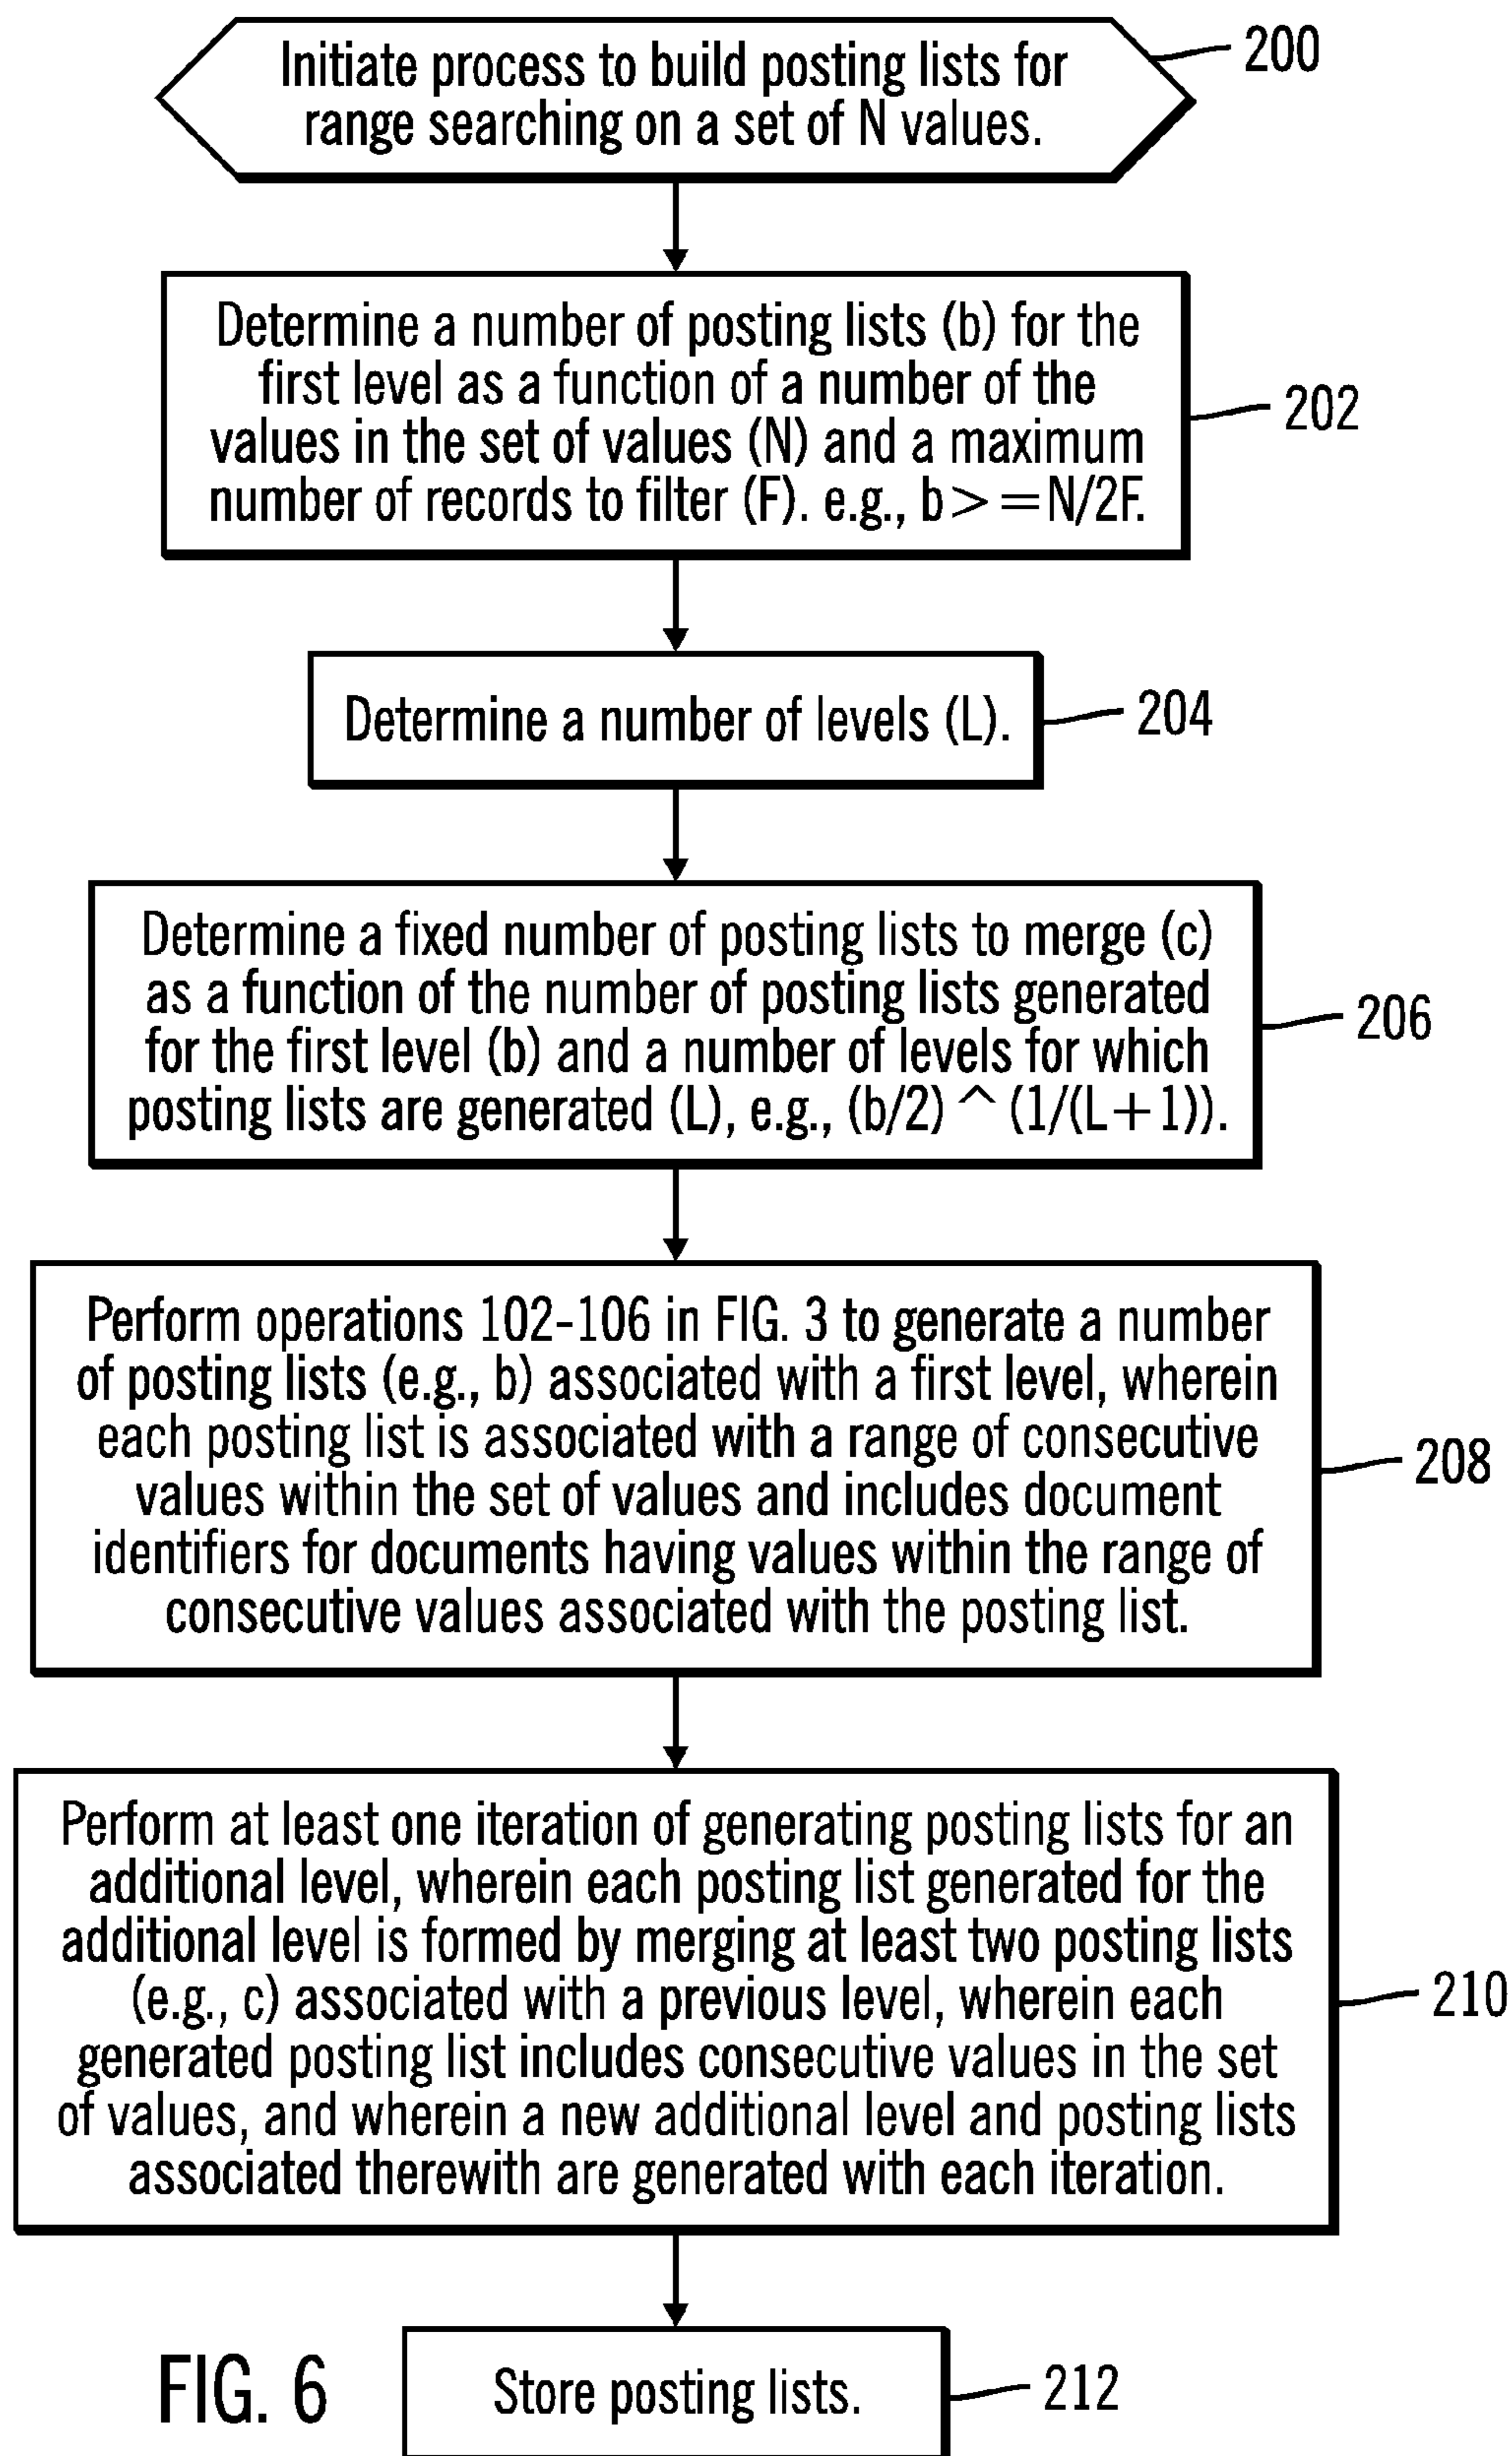 Initiate process to build posting lists for
range searching on a set of N values.
200
Determine a number of posting lists (b) for the
first level as a function of a number of the
values in the set of values (N) and a maximum
number of records to filter (F). e.g., b>=N/2F.
202
Determine a number of levels (L).
204
Determine a fixed number of posting lists to merge (c)
as a function of the number of posting lists generated
for the first level (b) and a number of levels for which
posting lists are generated (L), e.g., (b/2)^(1/(L+1)).
206
Perform operations 102-106 in FIG. 3 to generate a number
of posting lists (e.g., b) associated with a first level, wherein
each posting list is associated with a range of consecutive
values within the set of values and includes document
identifiers for documents having values within the range of
consecutive values associated with the posting list.
208
Perform at least one iteration of generating posting lists for an
additional level, wherein each posting list generated for the
additional level is formed by merging at least two posting lists
(e.g., c) associated with a previous level, wherein each
generated posting list includes consecutive values in the set
of values, and wherein a new additional level and posting lists
associated therewith are generated with each iteration.
210
Store posting lists.
212
FIG. 6